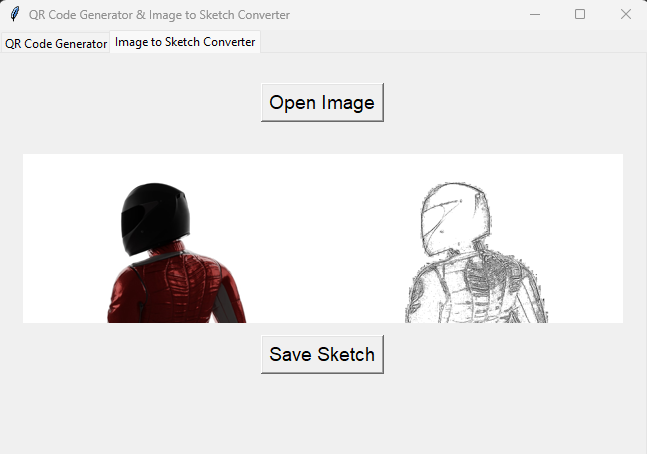 QR Code Generator & Image to Sketch Converter
QR Code Generator
Image to Sketch Converter
Open Image
Save Sketch